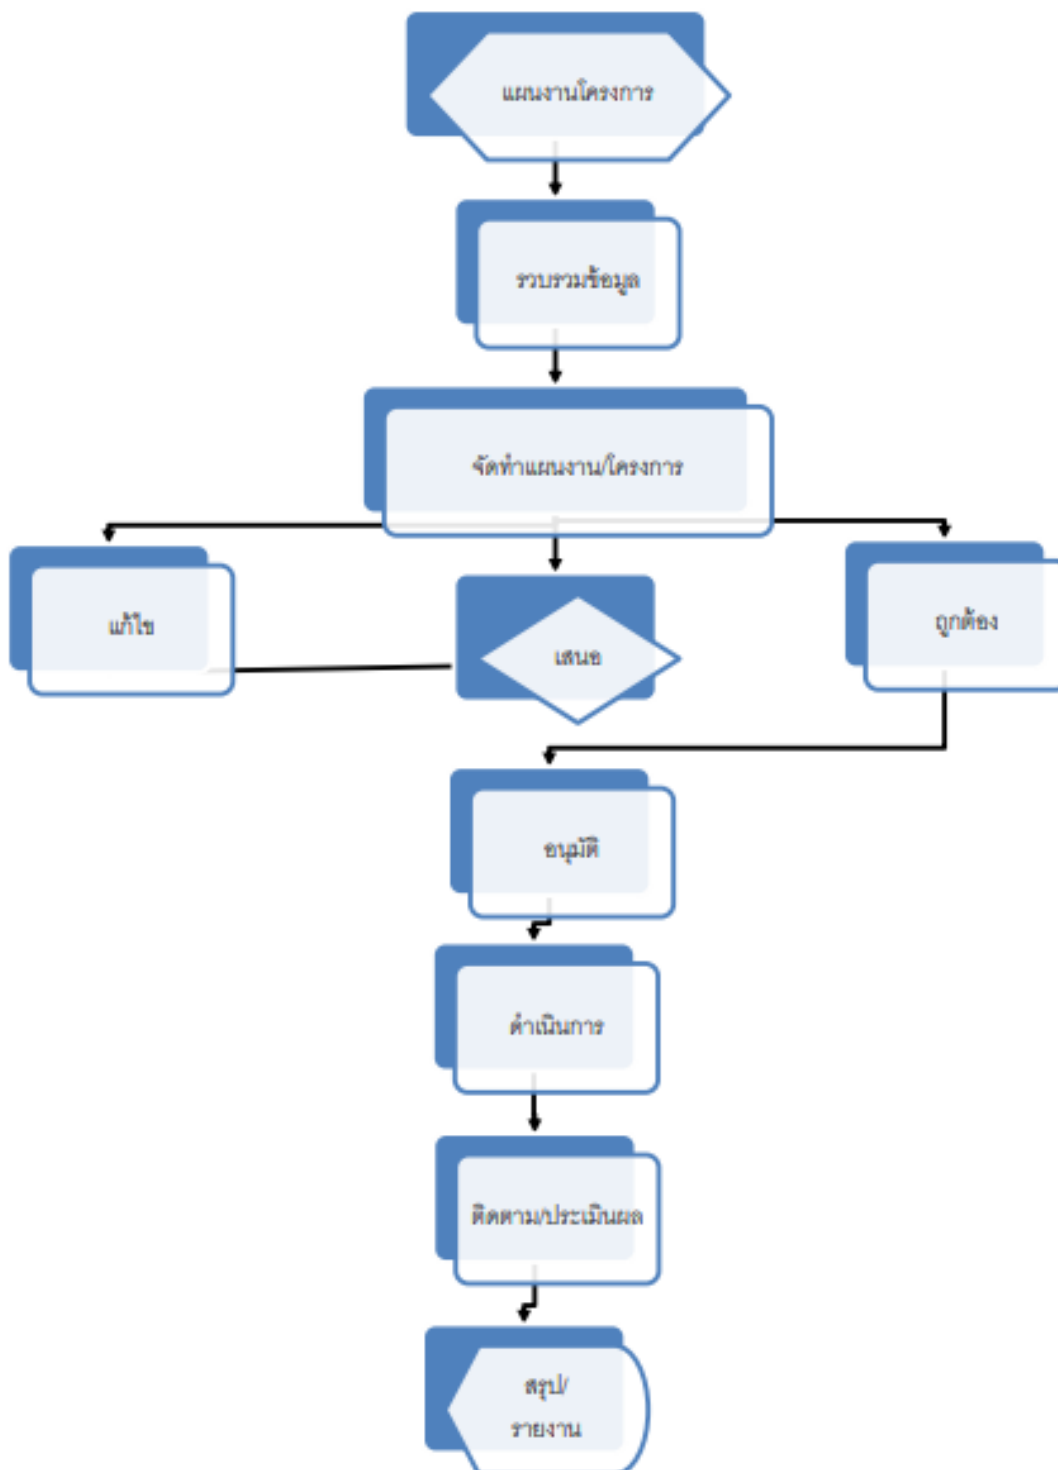 แผนงานโครงการ
รวบรวมข้อมูล
จัดทำแผนงาน/โครงการ
แก้ไข
เสนอ
ถูกต้อง
อนุมัติ
ดำเนินการ
ติดตาม/ประเมินผล
สรุป/
รายงาน